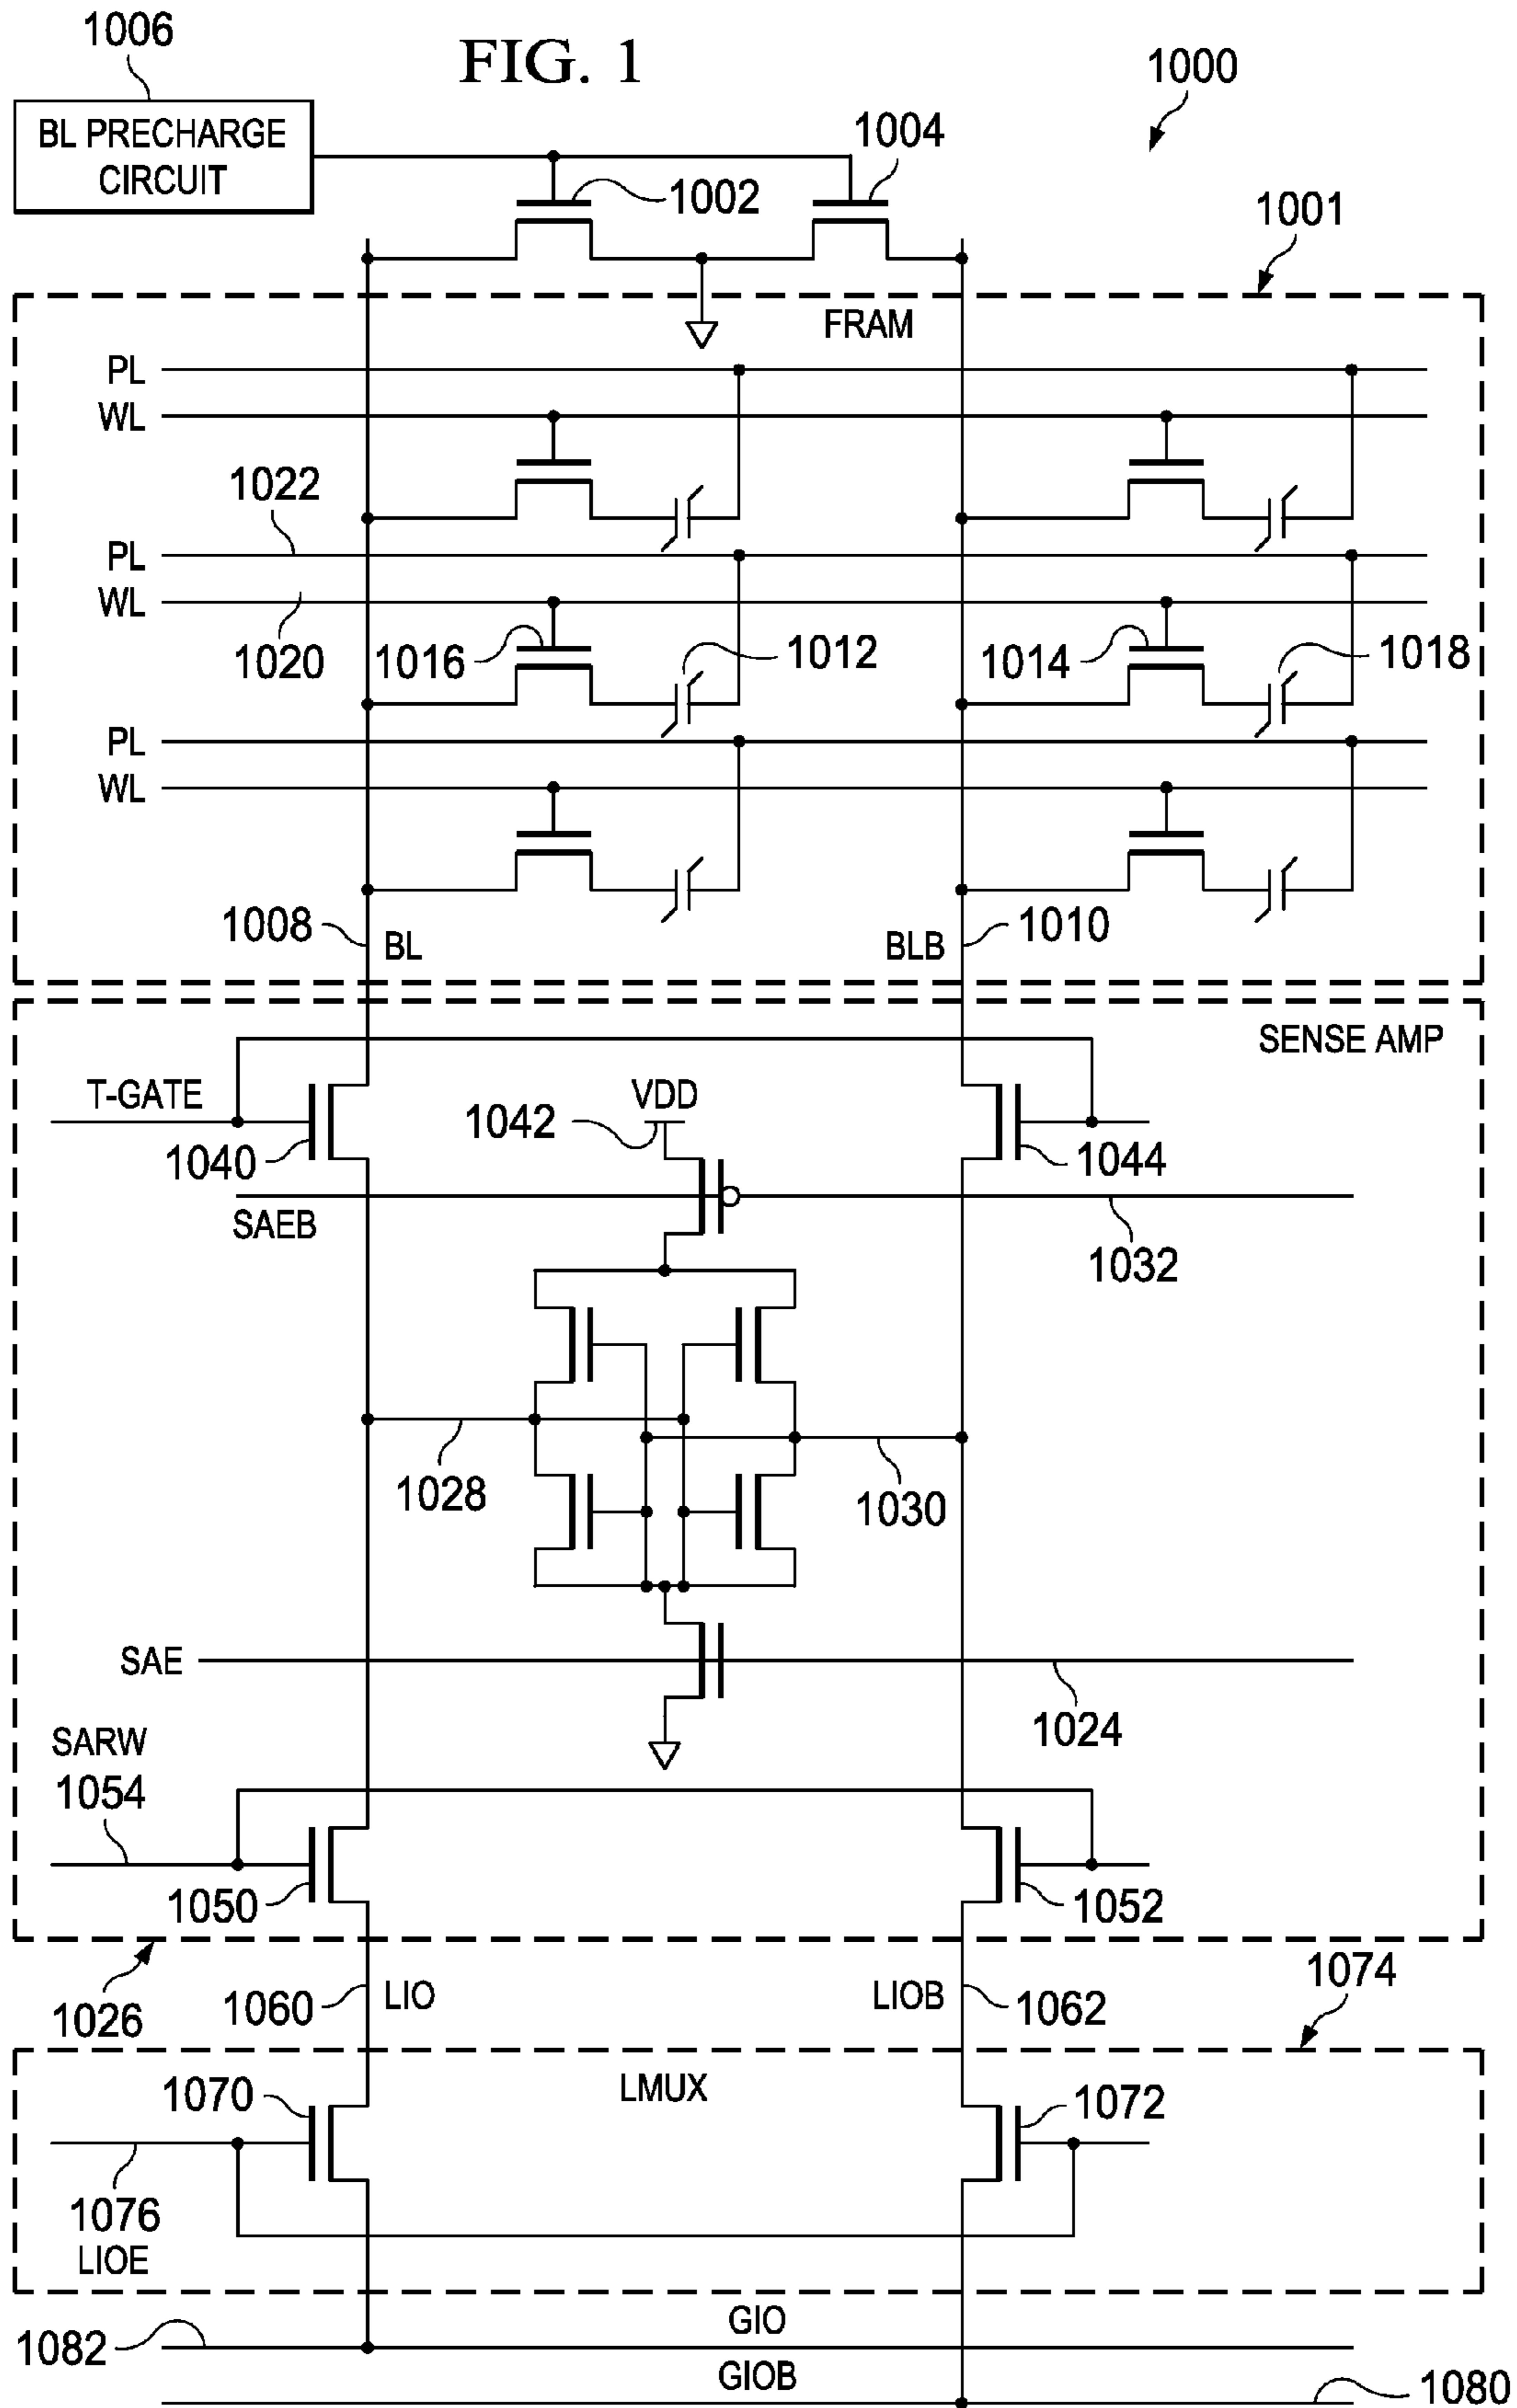 1006
FIG. 1
1000
BL PRECHARGE
CIRCUIT
1004
1002
1001
FRAM
PL
WL
1022
PL
WL
1020
1016
1012
1014
1018
PL
WL
1008
BL
BLB
1010
SENSE AMP
T-GATE
VDD
1042
1040
1044
SAEB
1032
1028
1030
SAE
1024
SARW
1054
1050
1052
1074
1026
1060
LIO
LIOB
1062
1070
LMUX
1072
1076
LIOE
GIO
1082
GIOB
1080